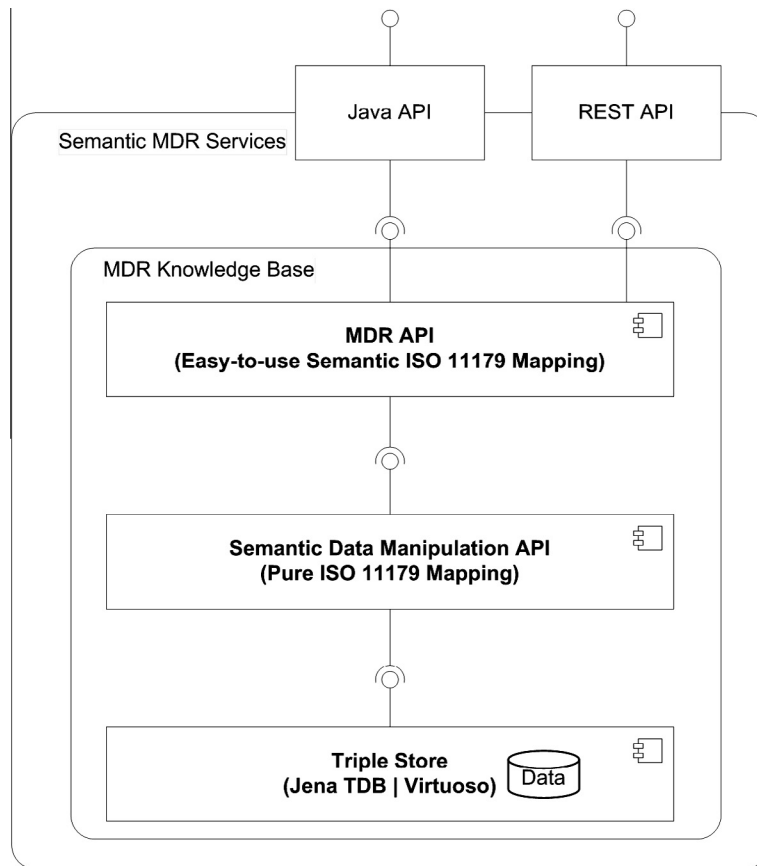 Java API
REST API
Semantic MDR Services
MDR Knowledge Base
MDR API
(Easy-to-use Semantic ISO 11179 Mapping)
Semantic Data Manipulation API
(Pure ISO 11179 Mapping)
Triple Store
(Jena TDB | Virtuoso)
Data